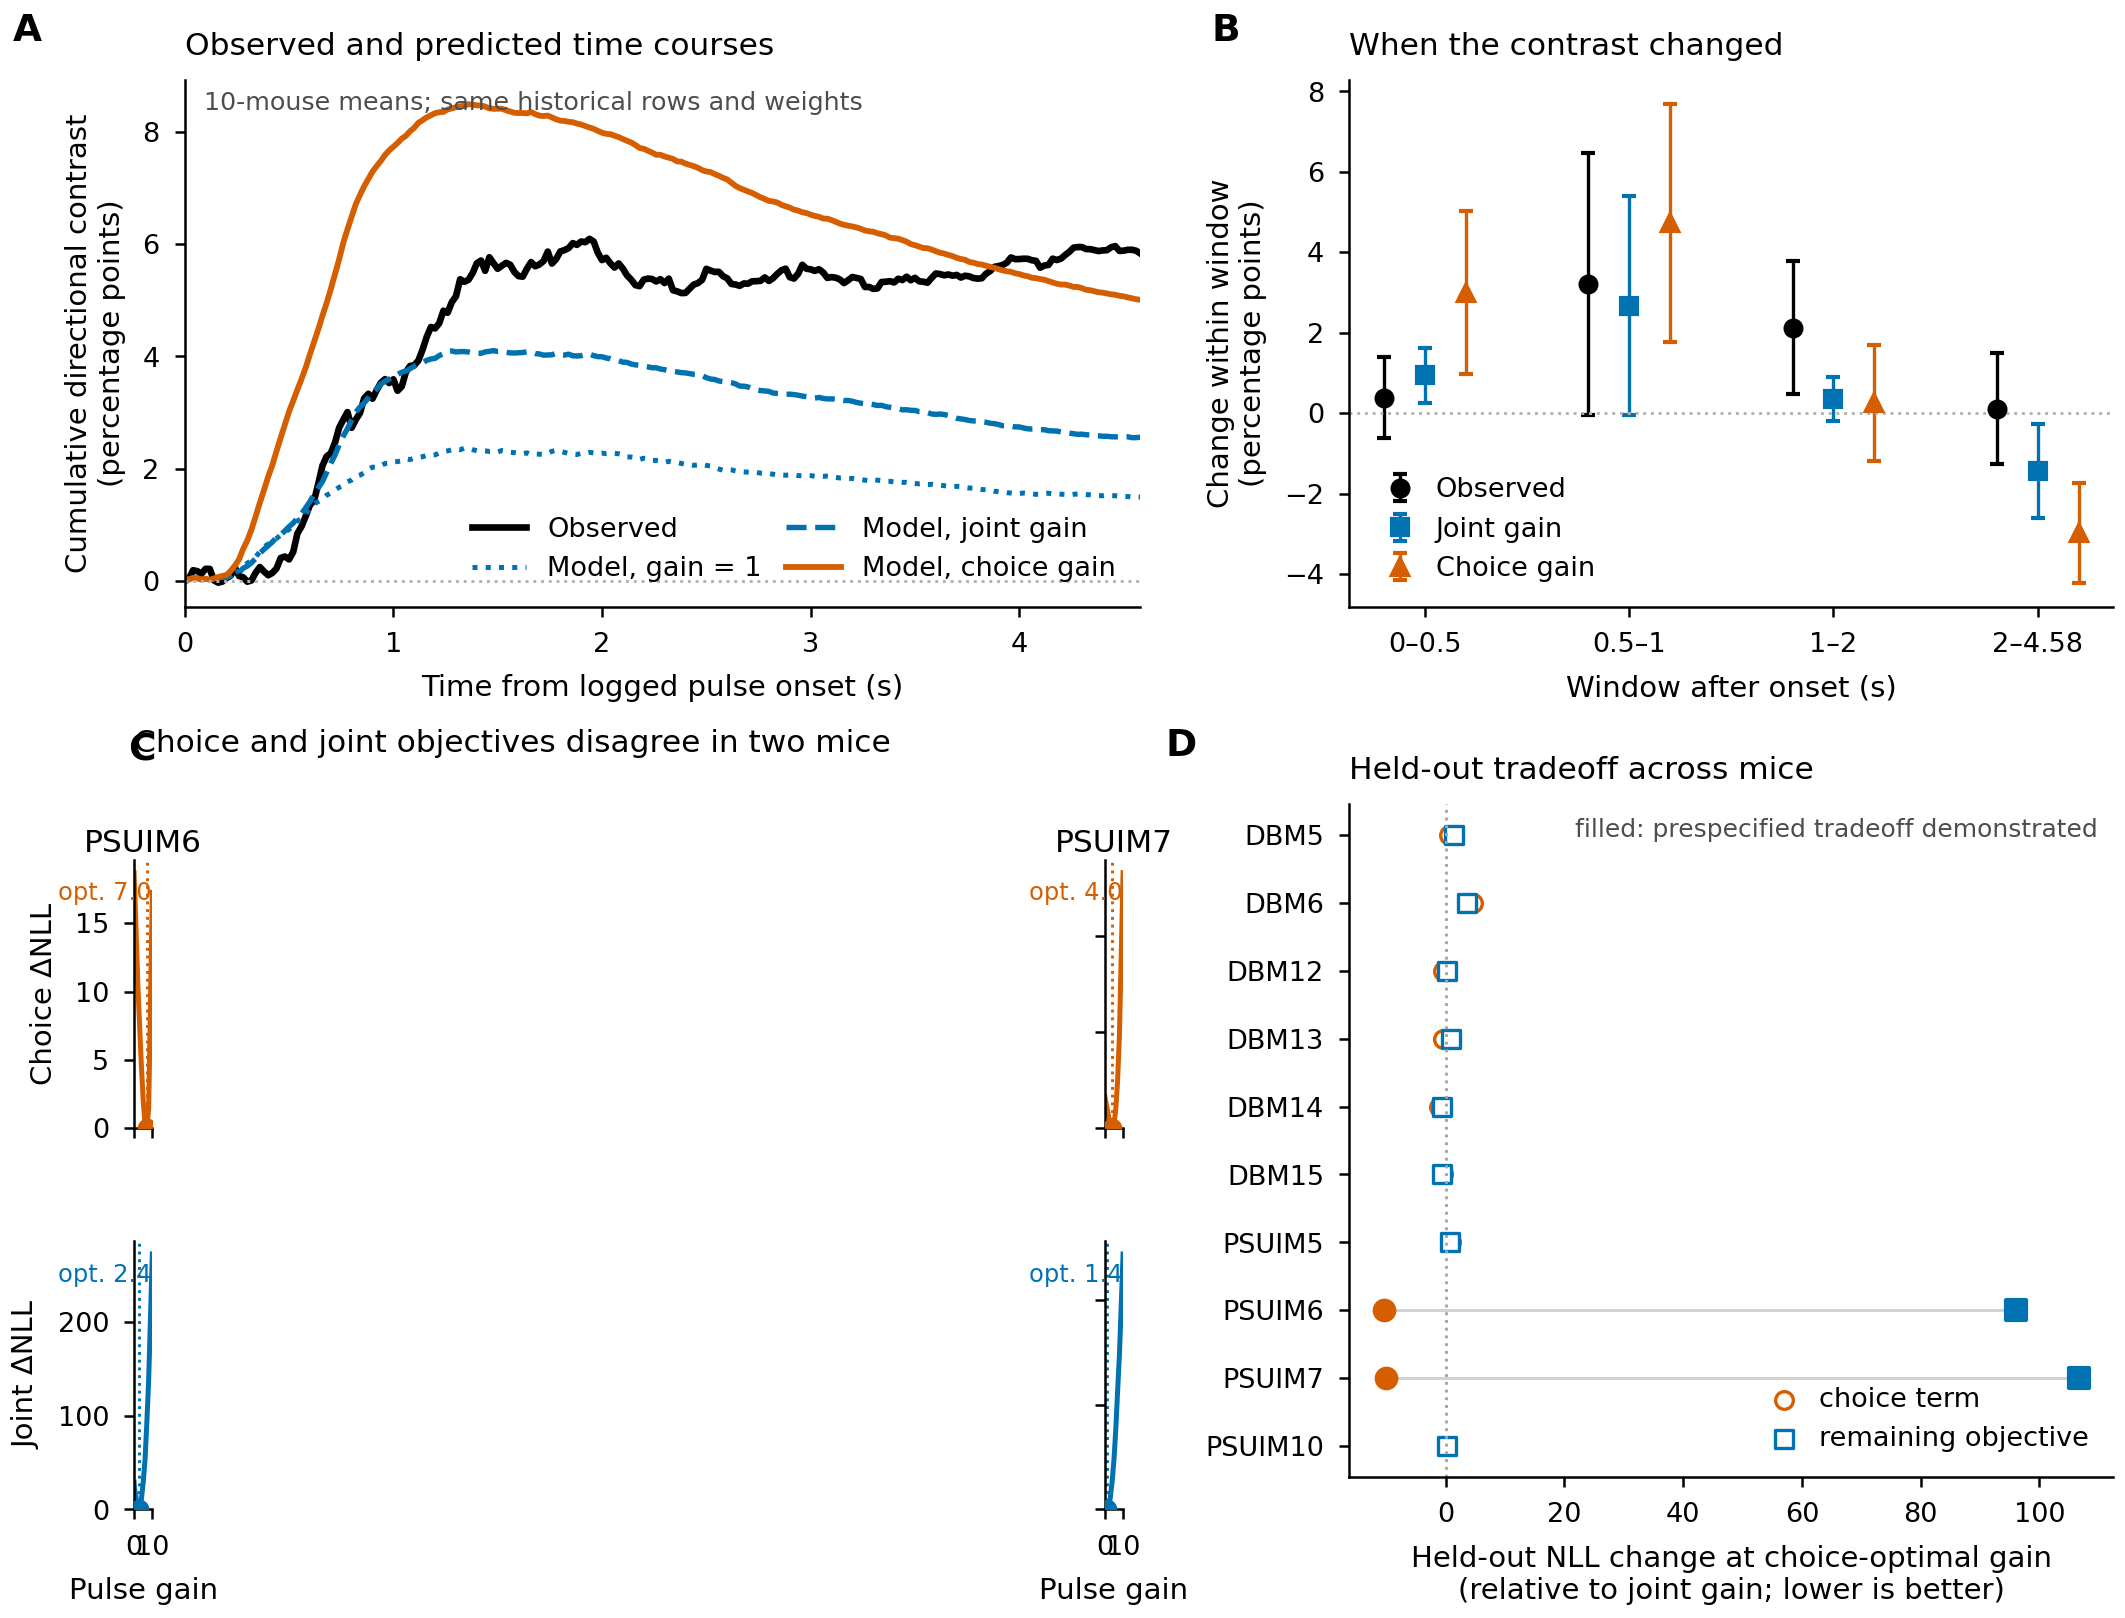 A
Observed and predicted time courses
10-mouse means; same historical rows and weights
Cumulative directional contrast
(percentage points)
8
6
4
2
0
Observed
Model, gain = 1
Model, joint gain
Model, choice gain
0 1 2 3 4
Time from logged pulse onset (s)
B
When the contrast changed
Change within window
(percentage points)
8
6
4
2
0
−2
−4
Observed
Joint gain
Choice gain
0–0.5 0.5–1 1–2 2–4.58
Window after onset (s)
C
Choice and joint objectives disagree in two mice
PSUIM6
opt. 7.0
Choice ΔNLL
15
10
5
0
PSUIM7
opt. 4.0
opt. 2.4
Joint ΔNLL
200
100
0
0 10
Pulse gain
opt. 1.4
0 10
Pulse gain
D
Held-out tradeoff across mice
filled: prespecified tradeoff demonstrated
DBM5
DBM6
DBM12
DBM13
DBM14
DBM15
PSUIM5
PSUIM6
PSUIM7
PSUIM10
choice term
remaining objective
0 20 40 60 80 100
Held-out NLL change at choice-optimal gain
(relative to joint gain; lower is better)